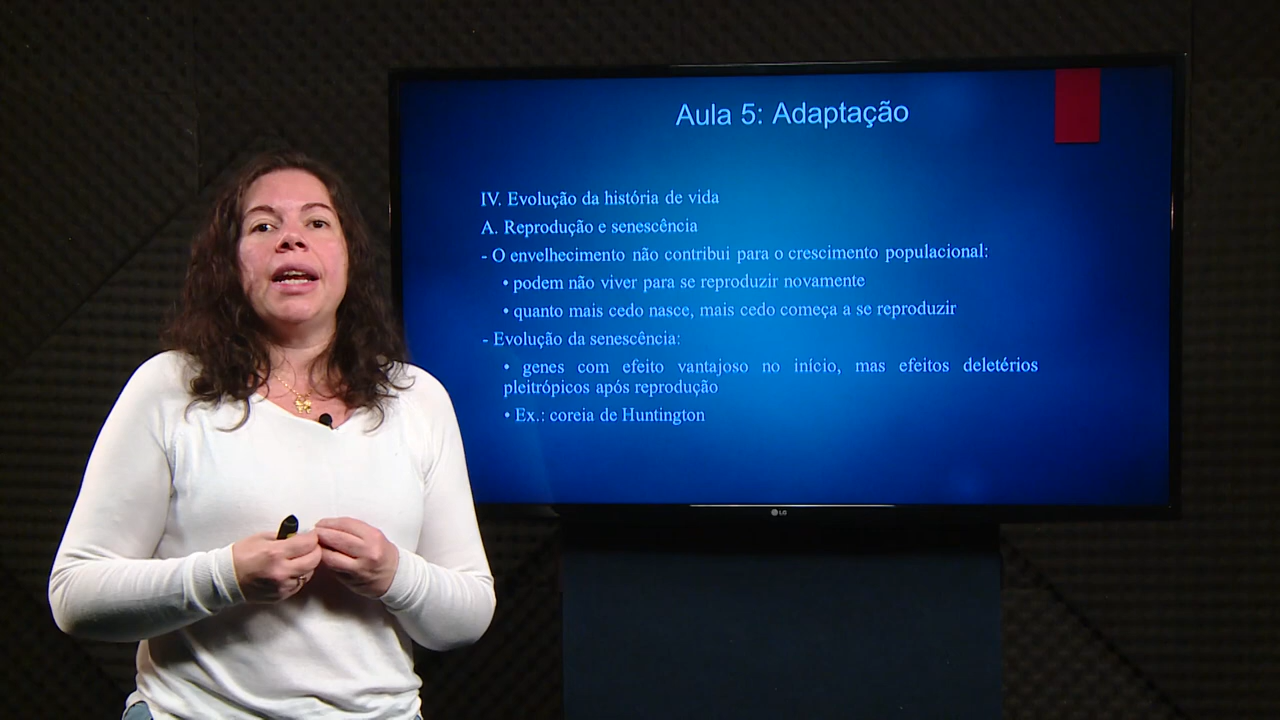 Aula 5: Adaptação
IV. Evolução da história de vida
A. Reprodução e senescência
- O envelhecimento não contribui para o crescimento populacional:
• podem não viver para se reproduzir novamente
• quanto mais cedo nasce, mais cedo começa a se reproduzir
- Evolução da senescência:
• genes com efeito vantajoso no início, mas efeitos deletérios
pleitrópicos após reprodução
• Ex.: coreia de Huntington
LG